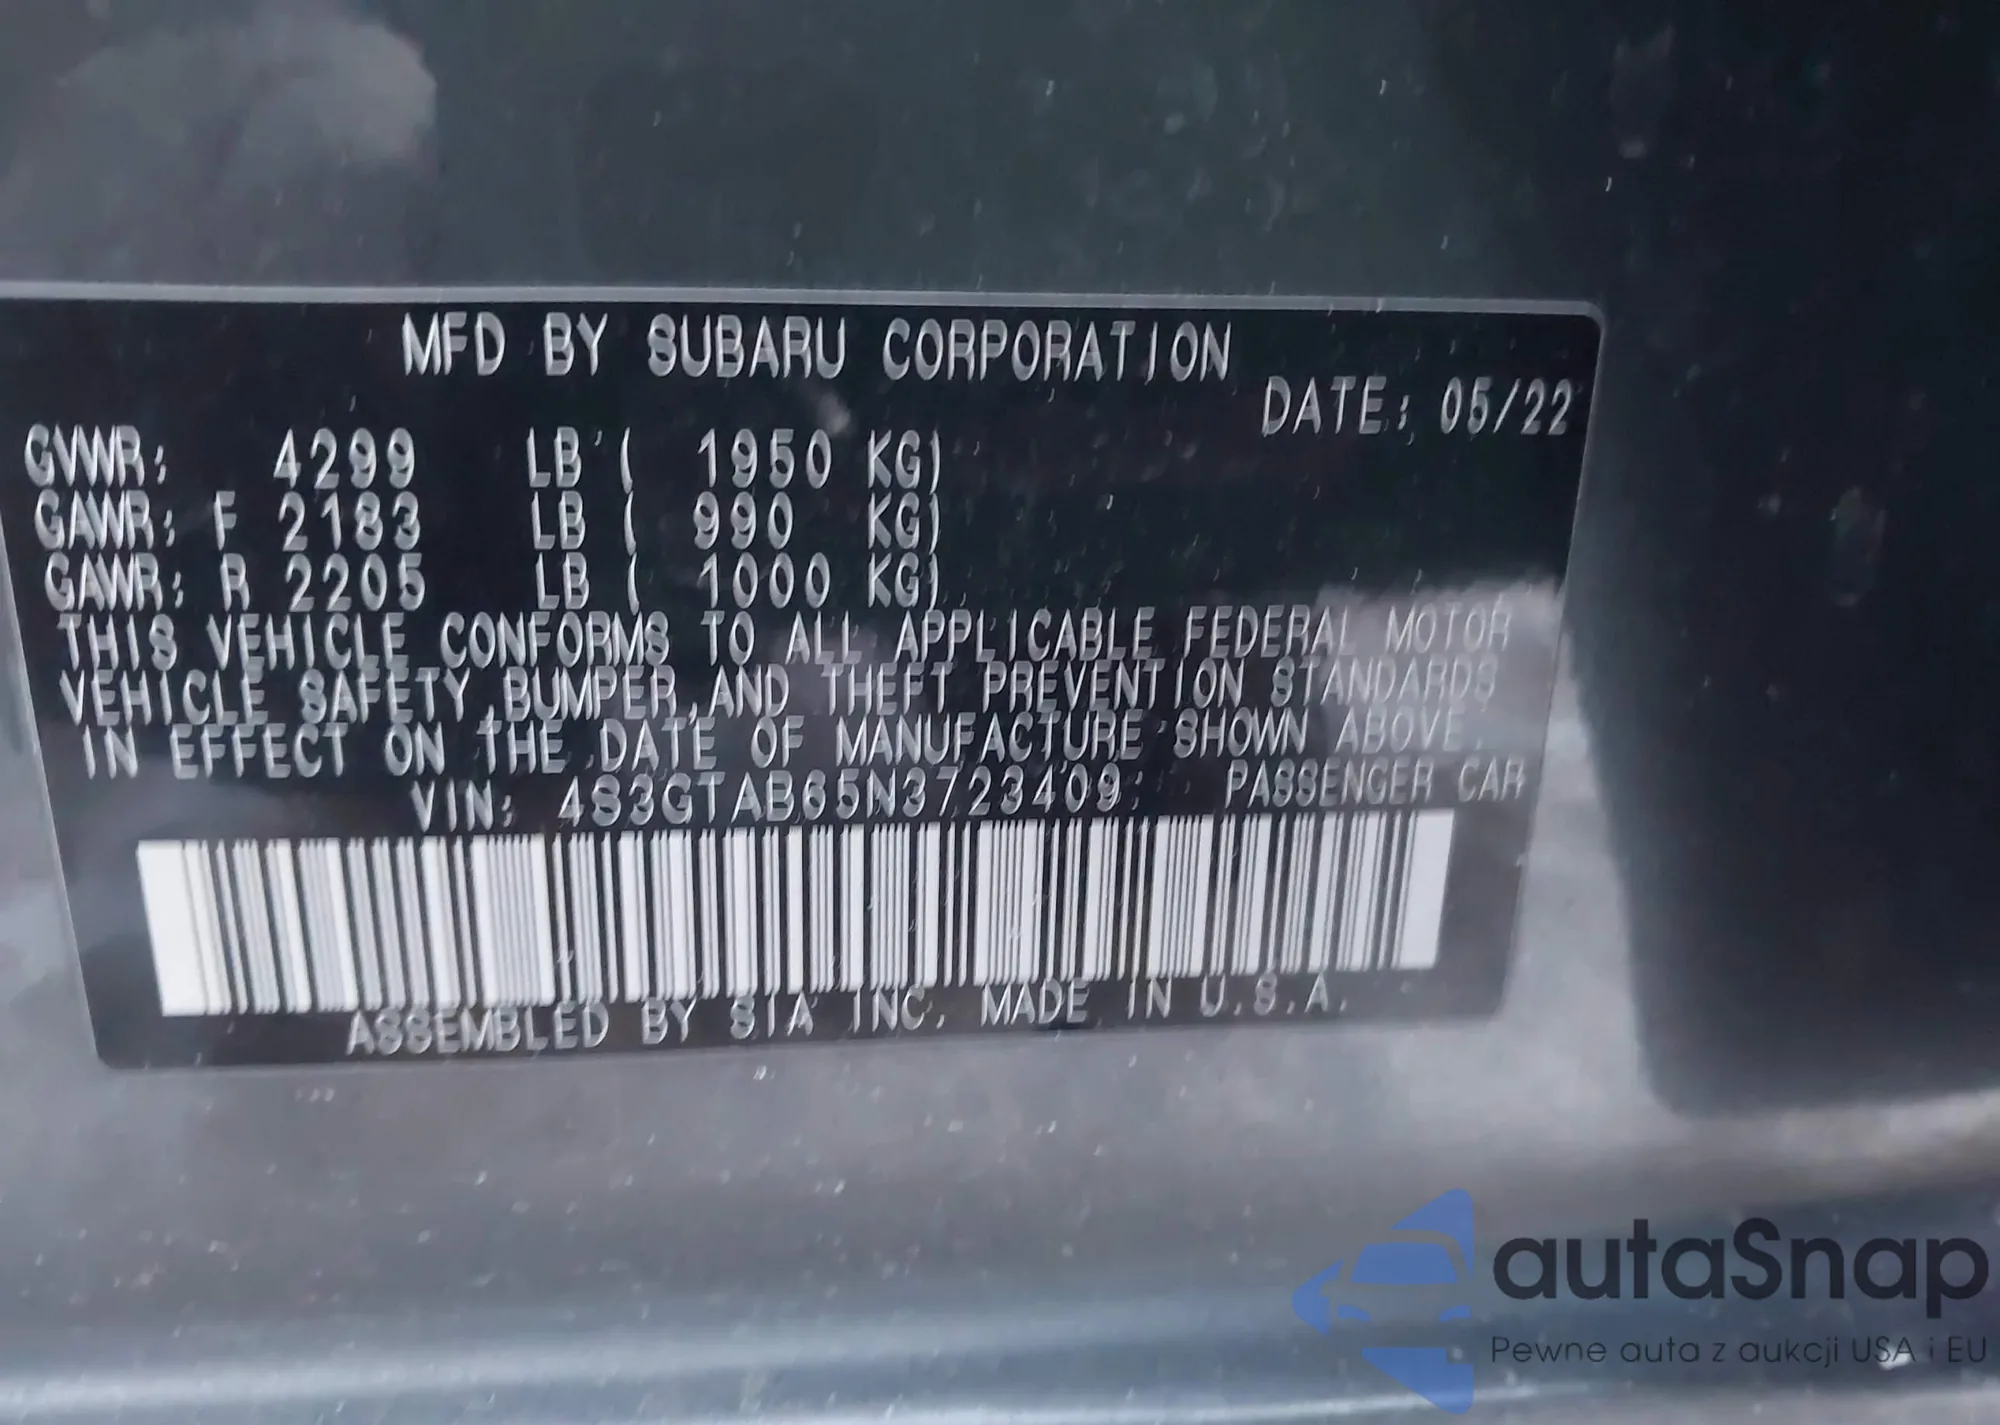 MFD BY SUBARU CORPORATION
DATE: 05/22
GVWR: 4299 LB ( 1950 KG)
GAWR: F 2183 LB ( 990 KG)
GAWR: R 2205 LB ( 1000 KG)
THIS VEHICLE CONFORMS TO ALL APPLICABLE FEDERAL MOTOR
VEHICLE SAFETY,BUMPER,AND THEFT PREVENTION STANDARDS
IN EFFECT ON THE DATE OF MANUFACTURE SHOWN ABOVE.
VIN: 4S3GTAB65N3723409 PASSENGER CAR
ASSEMBLED BY SIA INC. MADE IN U.S.A.
autaSnap
Pewne auta z aukcji USA i EU